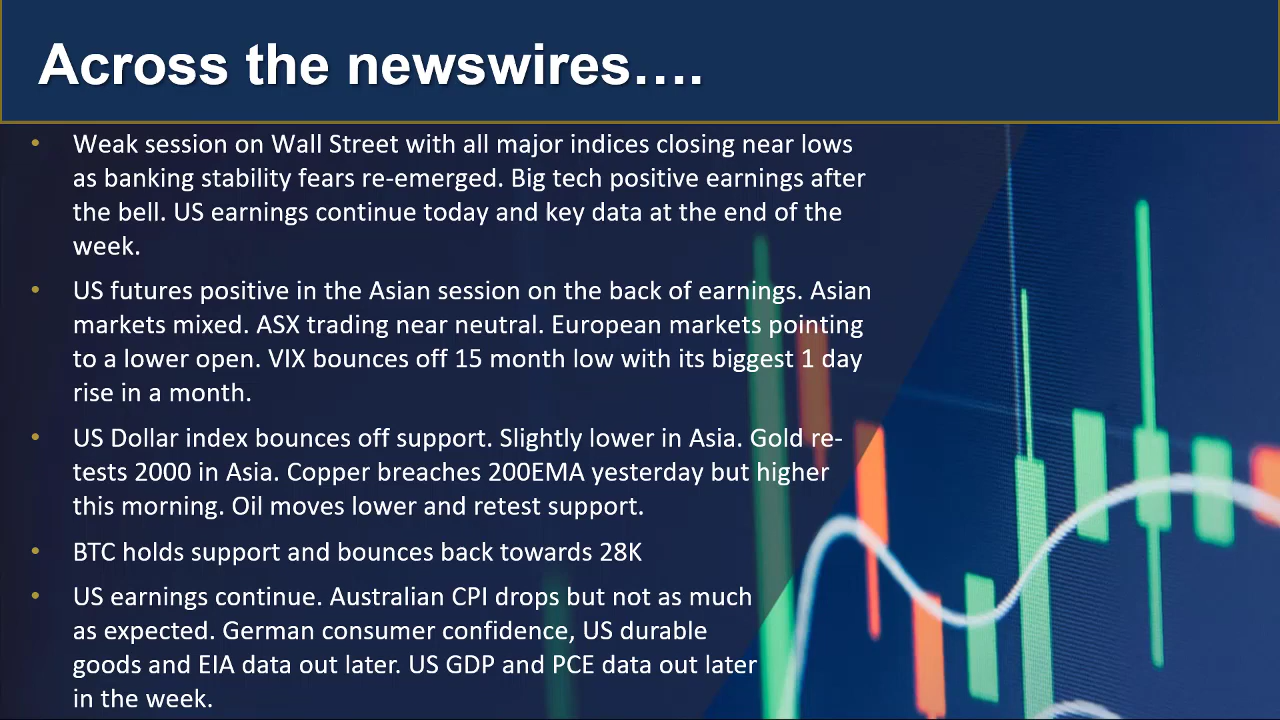 Across the newswires….
• Weak session on Wall Street with all major indices closing near lows
as banking stability fears re-emerged. Big tech positive earnings after
the bell. US earnings continue today and key data at the end of the
week.
• US futures positive in the Asian session on the back of earnings. Asian
markets mixed. ASX trading near neutral. European markets pointing
to a lower open. VIX bounces off 15 month low with its biggest 1 day
rise in a month.
• US Dollar index bounces off support. Slightly lower in Asia. Gold re-
tests 2000 in Asia. Copper breaches 200EMA yesterday but higher
this morning. Oil moves lower and retest support.
• BTC holds support and bounces back towards 28K
• US earnings continue. Australian CPI drops but not as much
as expected. German consumer confidence, US durable
goods and EIA data out later. US GDP and PCE data out later
in the week.